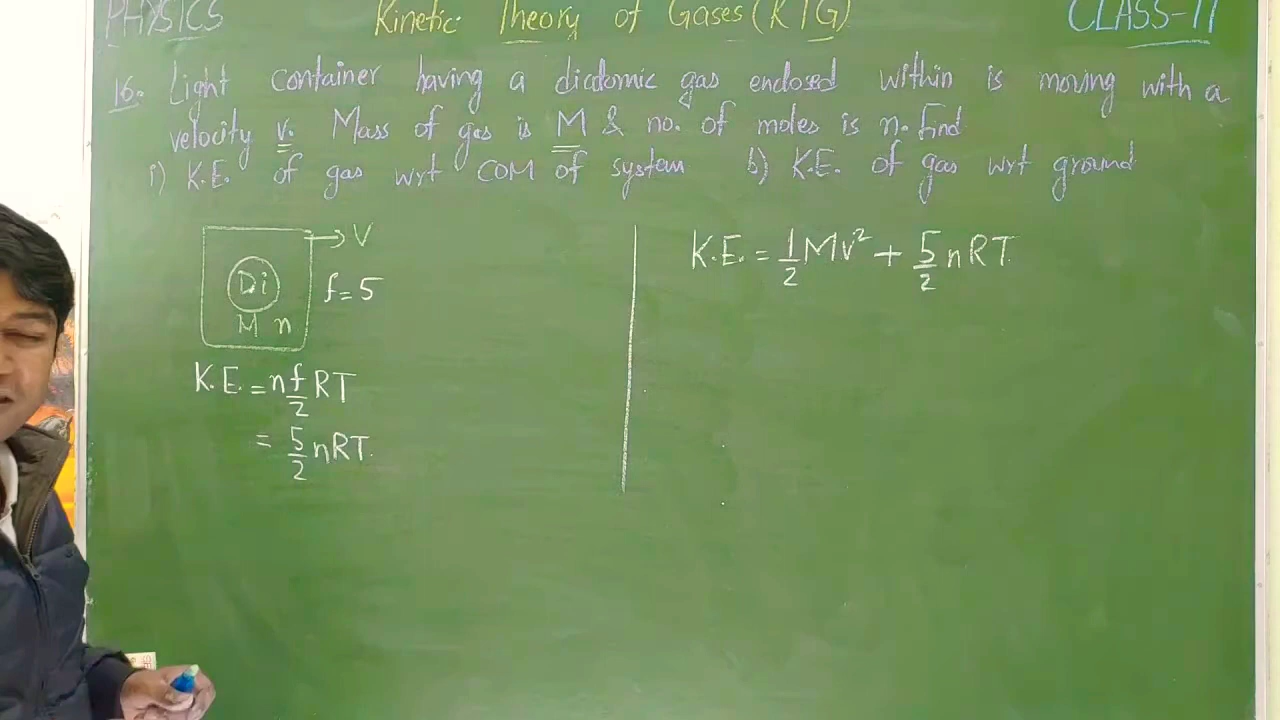 PHYSICS Kinetic Theory of Gases (KTG) CLASS-11
16. Light container having a diatomic gas enclosed within is moving with a
velocity v. Mass of gas is M & no. of moles is n. find
1) K.E. of gas wrt COM of system b) K.E. of gas wrt ground
→ V
Di
f = 5
M n
K.E. = n f/2 RT
= 5/2 nRT.
K.E. = 1/2 Mv² + 5/2 nRT.